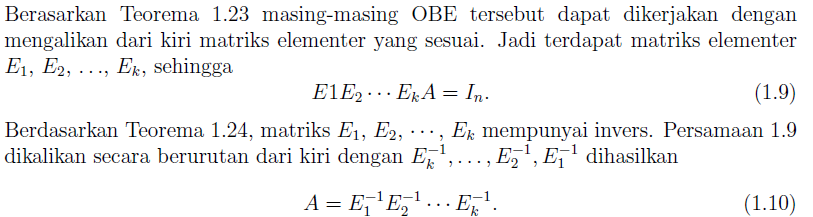 Berasarkan Teorema 1.23 masing-masing OBE tersebut dapat dikerjakan dengan
mengalikan dari kiri matriks elementer yang sesuai. Jadi terdapat matriks elementer
E₁, E₂, …, Eₖ, sehingga
E1E₂ ⋯ EₖA = Iₙ. (1.9)
Berdasarkan Teorema 1.24, matriks E₁, E₂, ⋯, Eₖ mempunyai invers. Persamaan 1.9
dikalikan secara berurutan dari kiri dengan Eₖ⁻¹, …, E₂⁻¹, E₁⁻¹ dihasilkan
A = E₁⁻¹E₂⁻¹ ⋯ Eₖ⁻¹. (1.10)